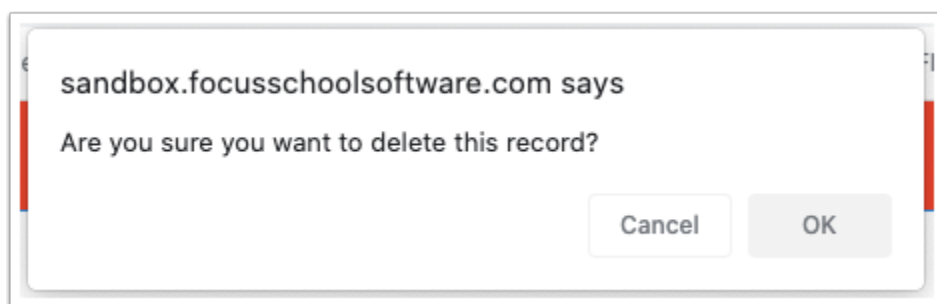 sandbox.focusschoolsoftware.com says
Are you sure you want to delete this record?
Cancel OK